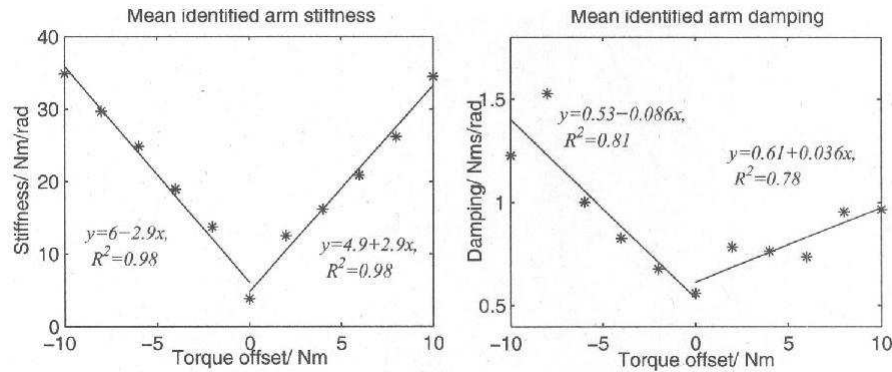 Mean identified arm stiffness
40
30
20
10
0
Stiffness/ Nm/rad
y=6−2.9x,
R²=0.98
y=4.9+2.9x,
R²=0.98
−10
−5
0
5
10
Torque offset/ Nm
Mean identified arm damping
1.5
1
0.5
Damping/ Nms/rad
y=0.53−0.086x,
R²=0.81
y=0.61+0.036x,
R²=0.78
−10
−5
0
5
10
Torque offset/ Nm